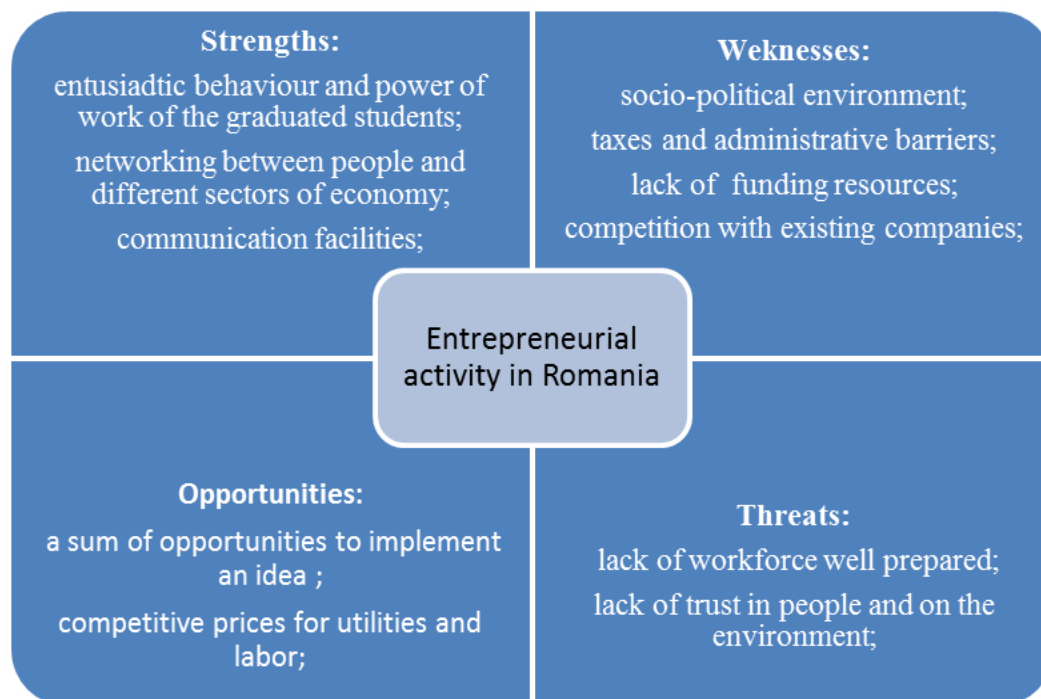 Strengths:
entusiadtic behaviour and power of
work of the graduated students;
networking between people and
different sectors of economy;
communication facilities;
Weknesses:
socio-political environment;
taxes and administrative barriers;
lack of funding resources;
competition with existing companies;
Entrepreneurial
activity in Romania
Opportunities:
a sum of opportunities to implement
an idea ;
competitive prices for utilities and
labor;
Threats:
lack of workforce well prepared;
lack of trust in people and on the
environment;